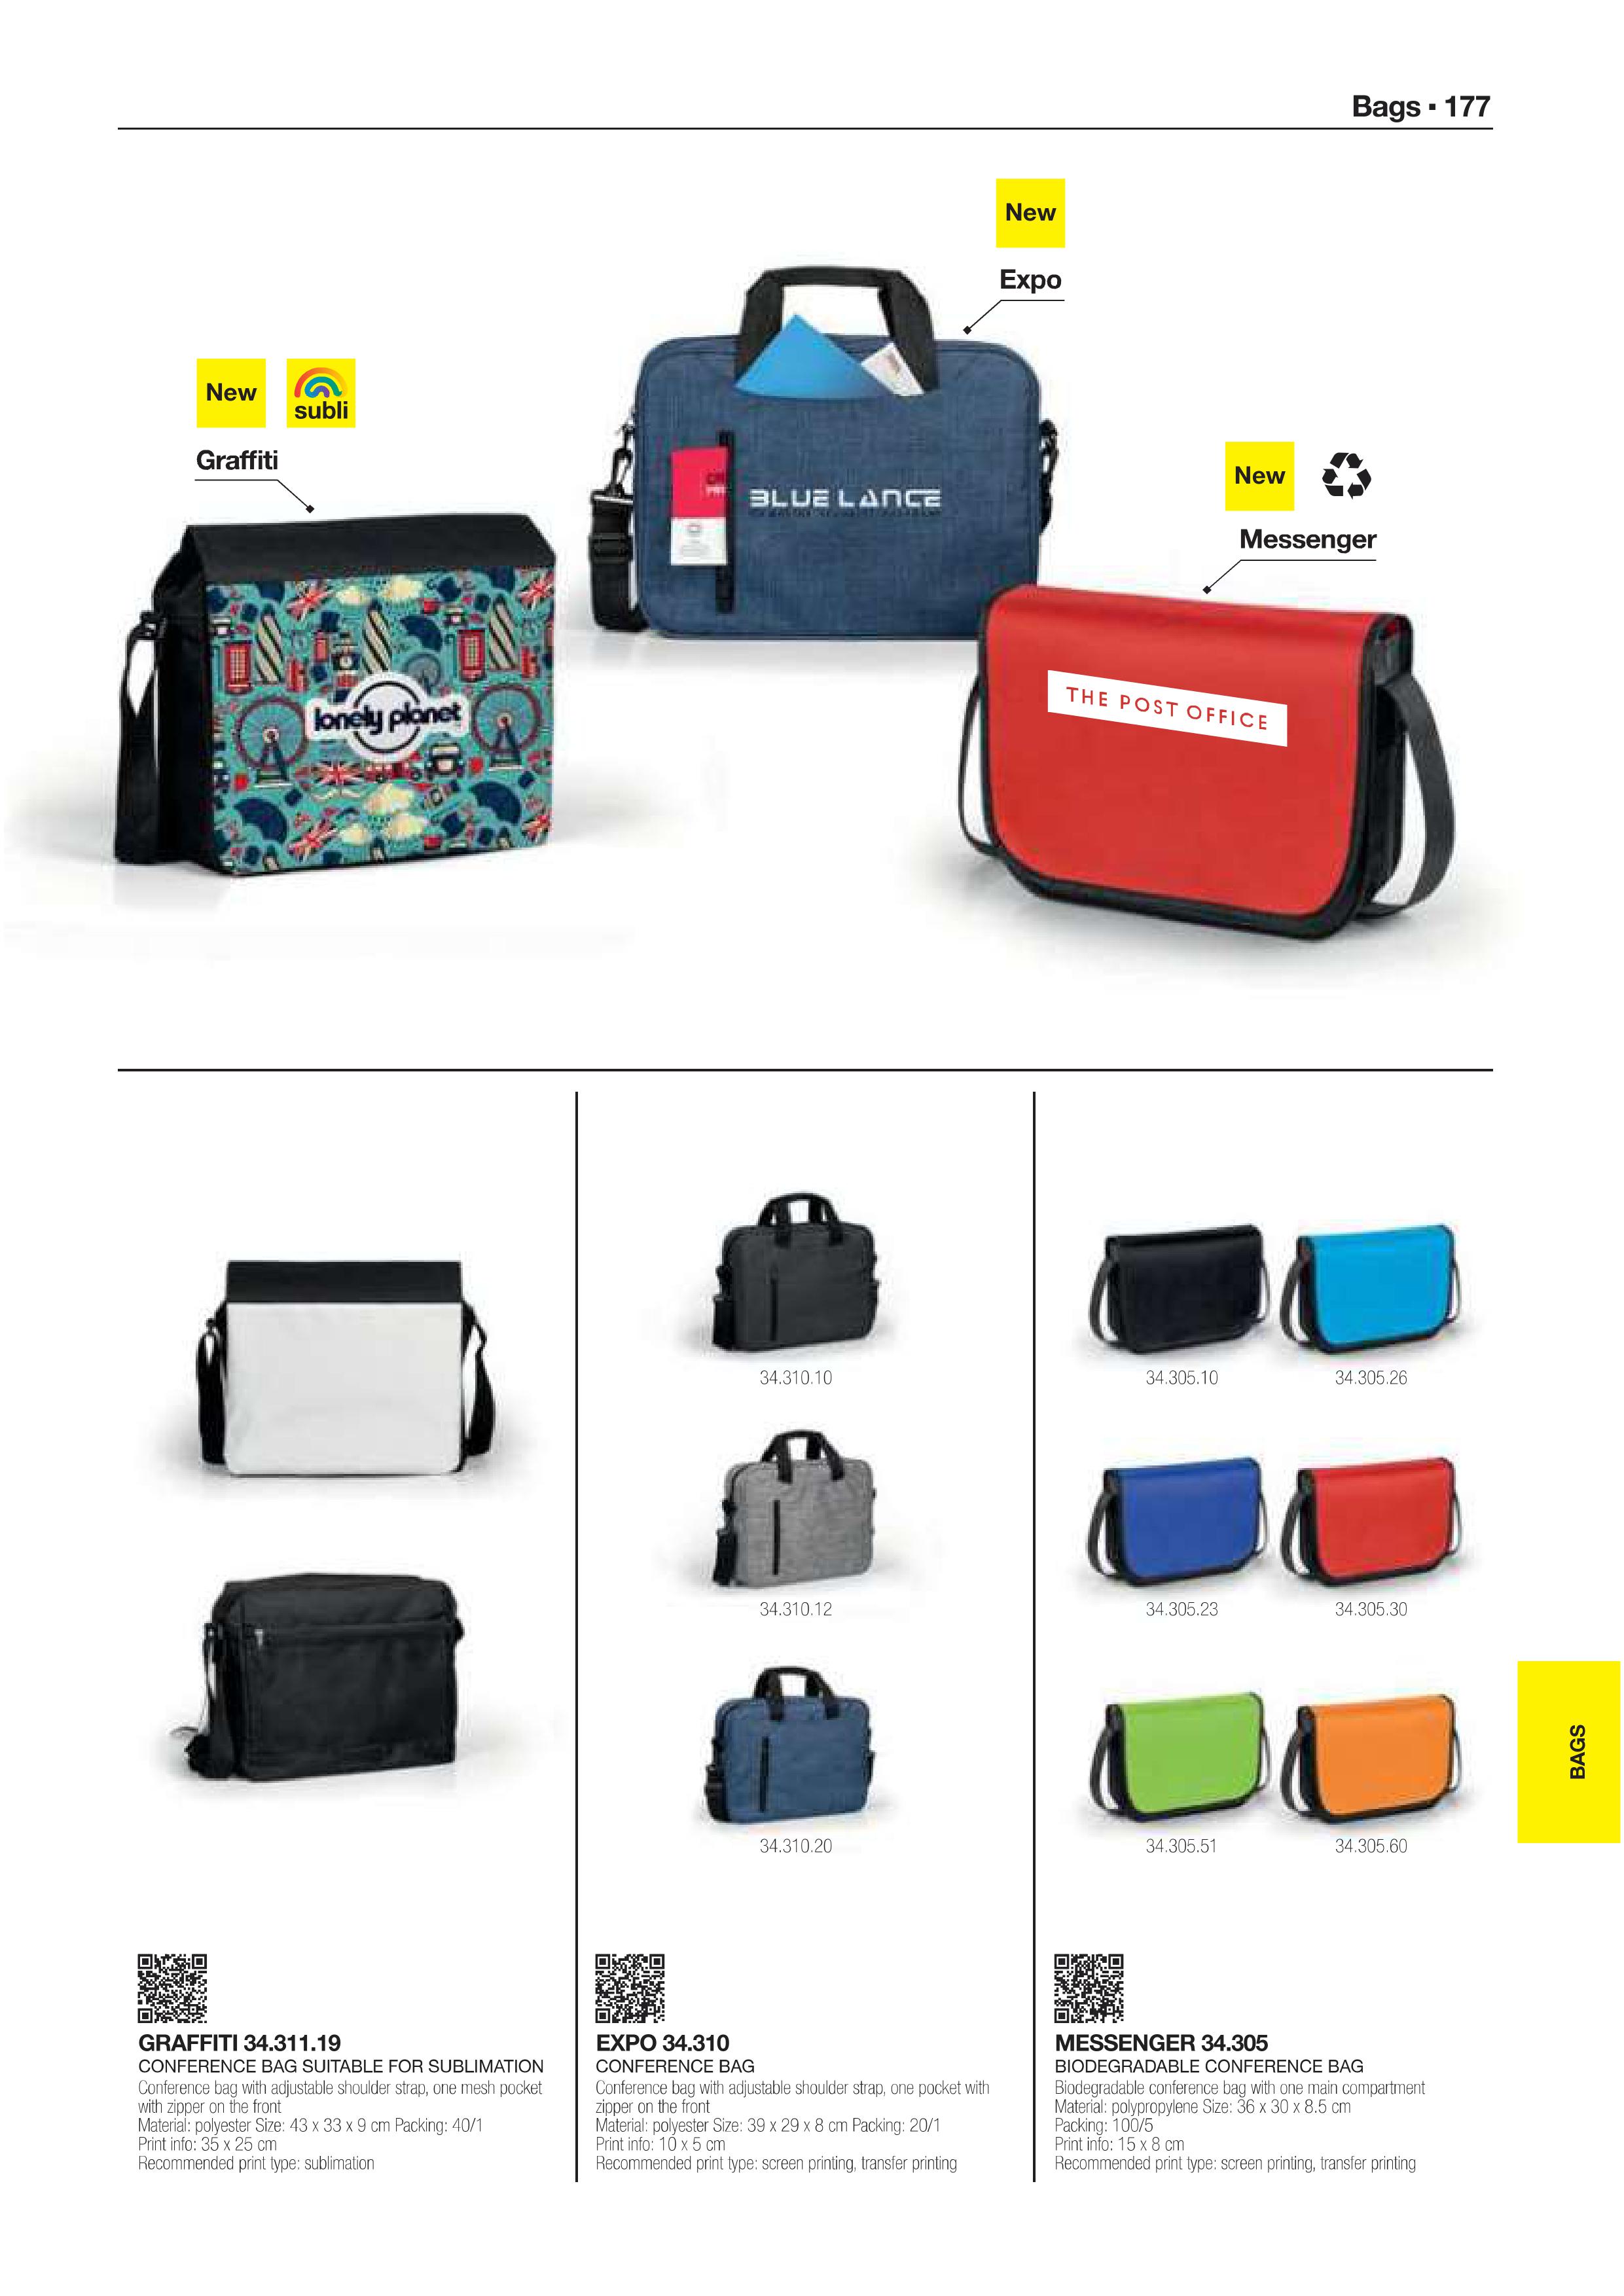 Bags ▪ 177
New
Expo
New
subli
Graffiti
BLUE LANCE
New
Messenger
lonely planet
THE POST OFFICE
34.310.10
34.305.10
34.305.26
34.310.12
34.305.23
34.305.30
34.310.20
34.305.51
34.305.60
BAGS
GRAFFITI 34.311.19
CONFERENCE BAG SUITABLE FOR SUBLIMATION
Conference bag with adjustable shoulder strap, one mesh pocket
with zipper on the front
Material: polyester Size: 43 x 33 x 9 cm Packing: 40/1
Print info: 35 x 25 cm
Recommended print type: sublimation
EXPO 34.310
CONFERENCE BAG
Conference bag with adjustable shoulder strap, one pocket with
zipper on the front
Material: polyester Size: 39 x 29 x 8 cm Packing: 20/1
Print info: 10 x 5 cm
Recommended print type: screen printing, transfer printing
MESSENGER 34.305
BIODEGRADABLE CONFERENCE BAG
Biodegradable conference bag with one main compartment
Material: polypropylene Size: 36 x 30 x 8.5 cm
Packing: 100/5
Print info: 15 x 8 cm
Recommended print type: screen printing, transfer printing